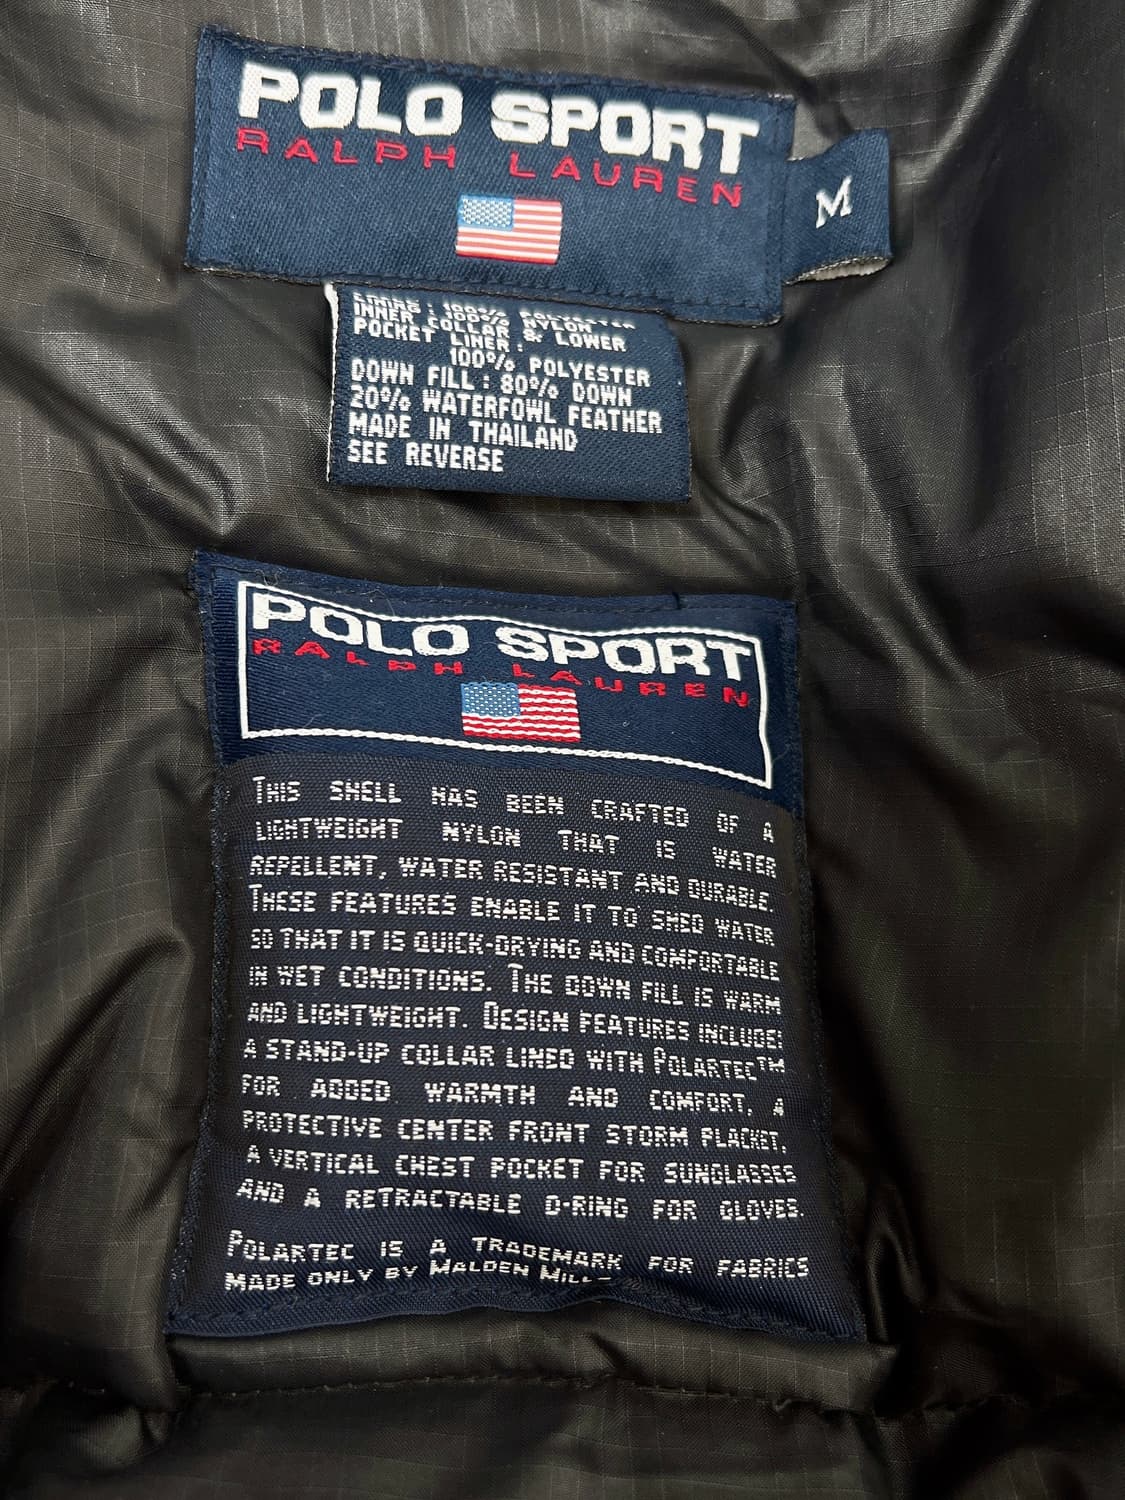 POLO SPORT
RALPH LAUREN
M
100% POLYESTER
INNER COLLAR & LOWER
POCKET LINER:
100% POLYESTER
DOWN FILL: 80% DOWN
20% WATERFOWL FEATHER
MADE IN THAILAND
SEE REVERSE
POLO SPORT
RALPH LAUREN
THIS SHELL HAS BEEN CRAFTED OF A
LIGHTWEIGHT NYLON THAT IS WATER
REPELLENT, WATER RESISTANT AND DURABLE.
THESE FEATURES ENABLE IT TO SHED WATER
SO THAT IT IS QUICK-DRYING AND COMFORTABLE
IN WET CONDITIONS. THE DOWN FILL IS WARM
AND LIGHTWEIGHT. DESIGN FEATURES INCLUDE:
A STAND-UP COLLAR LINED WITH POLARTEC™
FOR ADDED WARMTH AND COMFORT, A
PROTECTIVE CENTER FRONT STORM PLACKET,
A VERTICAL CHEST POCKET FOR SUNGLASSES
AND A RETRACTABLE D-RING FOR GLOVES.
POLARTEC IS A TRADEMARK FOR FABRICS
MADE ONLY BY MALDEN